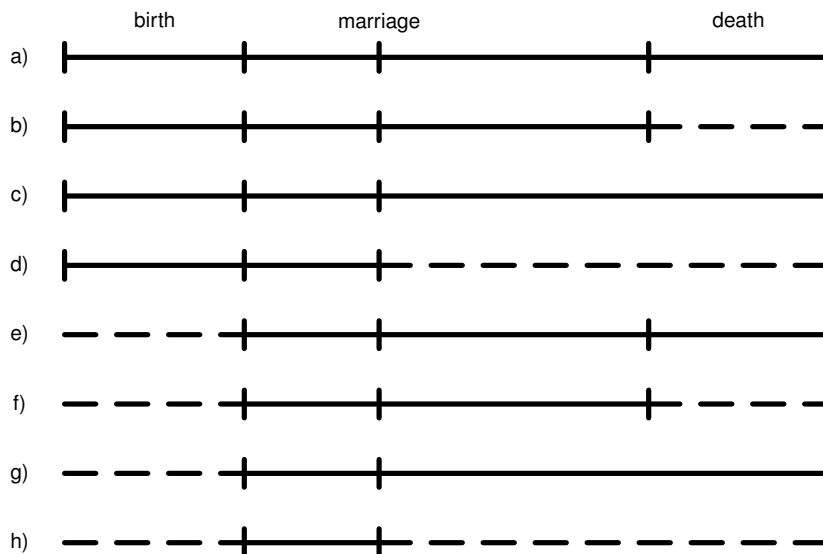 birth marriage death
a)
b)
c)
d)
e)
f)
g)
h)